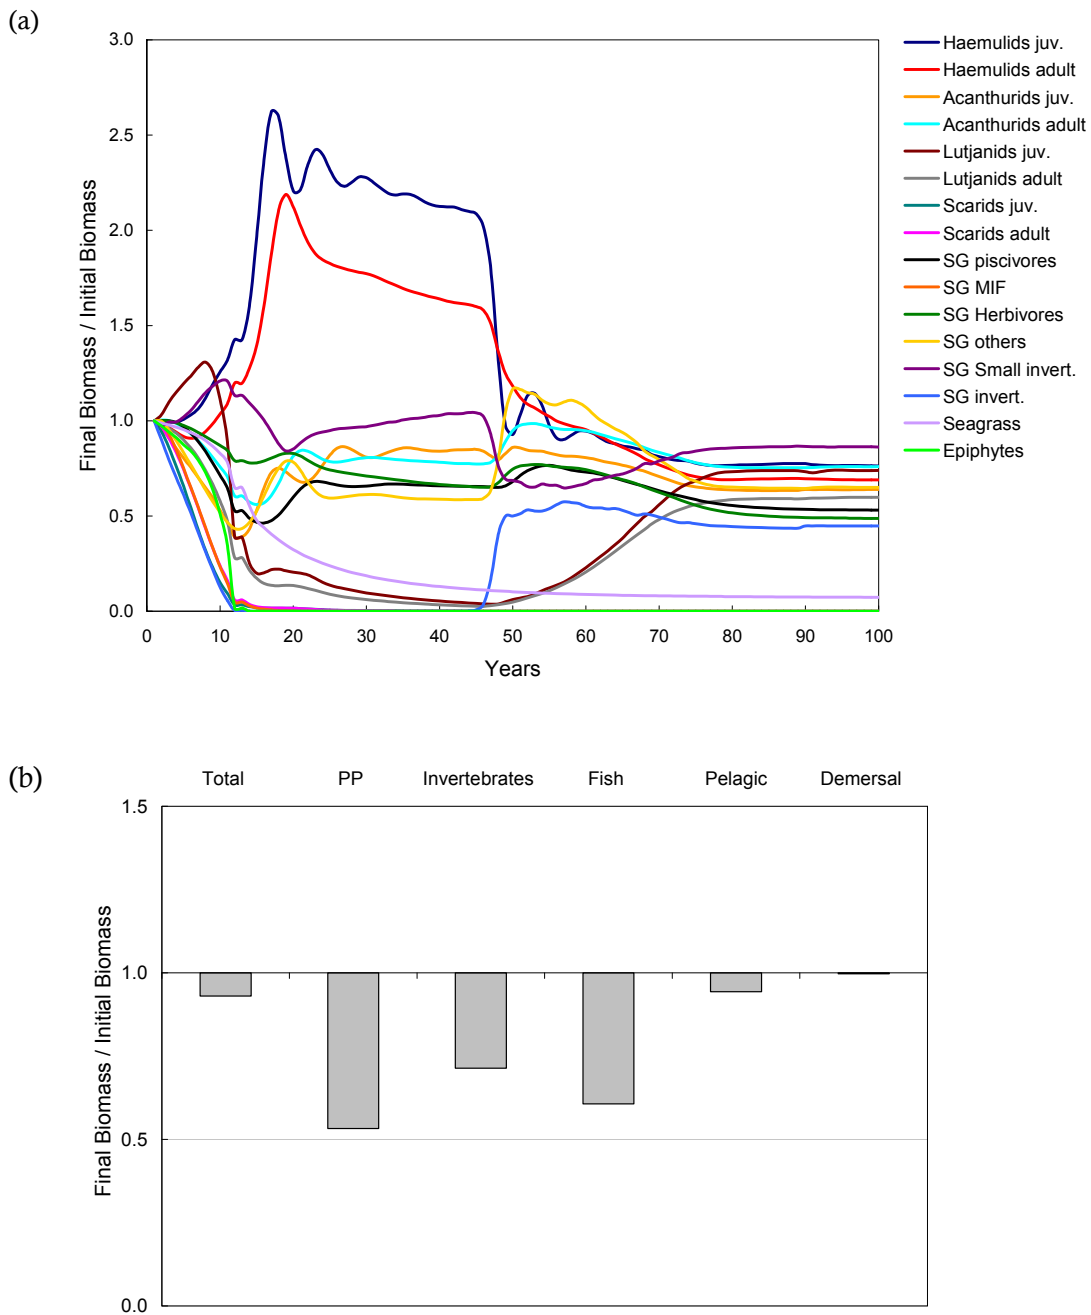 (a)
3.0
2.5
2.0
1.5
1.0
0.5
0.0
Final Biomass / Initial Biomass
0 10 20 30 40 50 60 70 80 90 100
Years
Haemulids juv.
Haemulids adult
Acanthurids juv.
Acanthurids adult
Lutjanids juv.
Lutjanids adult
Scarids juv.
Scarids adult
SG piscivores
SG MIF
SG Herbivores
SG others
SG Small invert.
SG invert.
Seagrass
Epiphytes
(b)
Total PP Invertebrates Fish Pelagic Demersal
1.5
1.0
0.5
0.0
Final Biomass / Initial Biomass